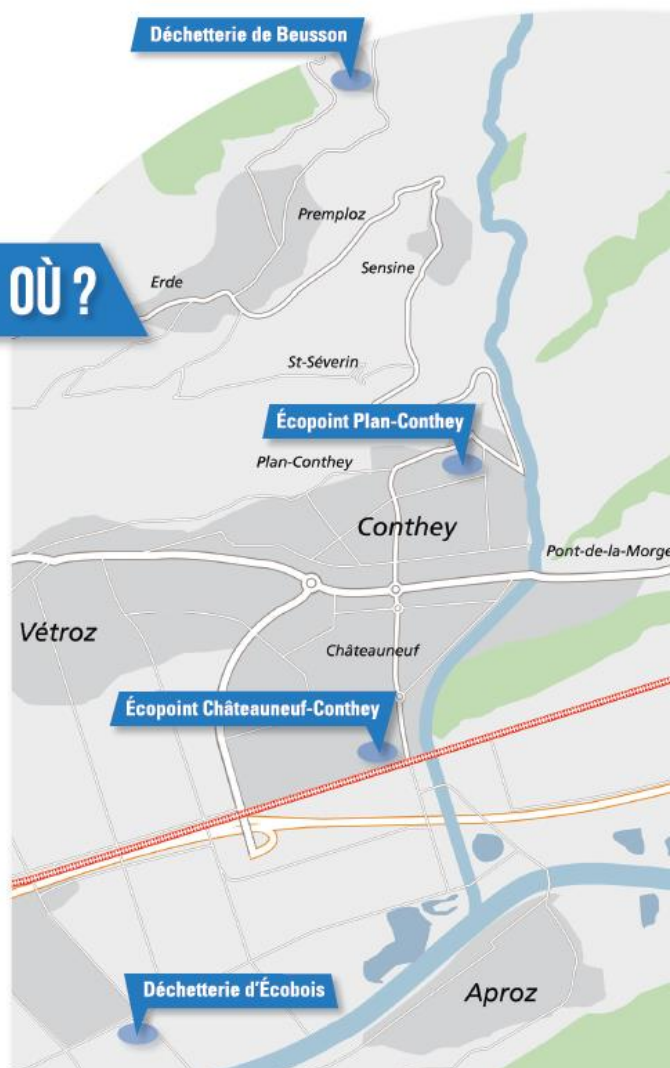 Déchetterie de Beusson
Premploz
OÙ ?
Erde
Sensine
St-Séverin
Écopoint Plan-Conthey
Plan-Conthey
Conthey
Pont-de-la-Morge
Vétroz
Châteauneuf
Écopoint Châteauneuf-Conthey
Déchetterie d'Écobois
Aproz